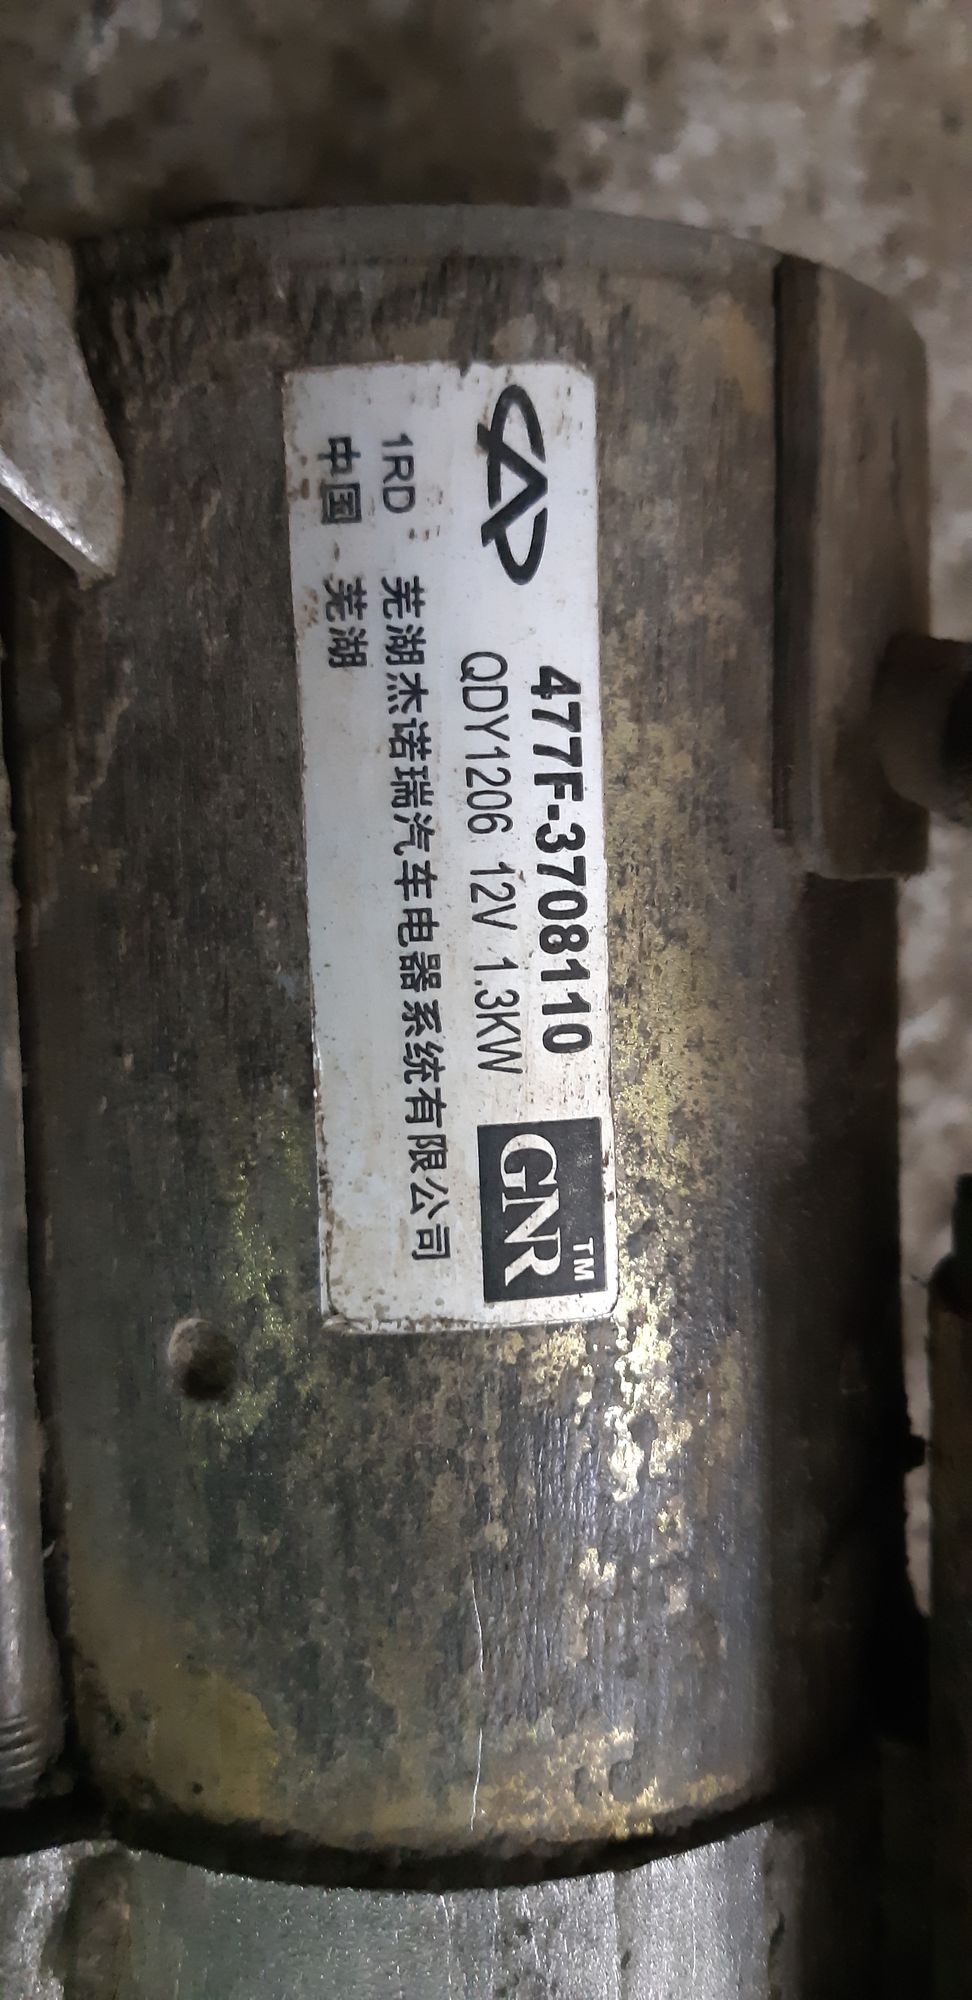 477F-3708110
QDY1206 12V 1.3KW
GNR™
1RD 芜湖杰诺瑞汽车电器系统有限公司
中国 芜湖